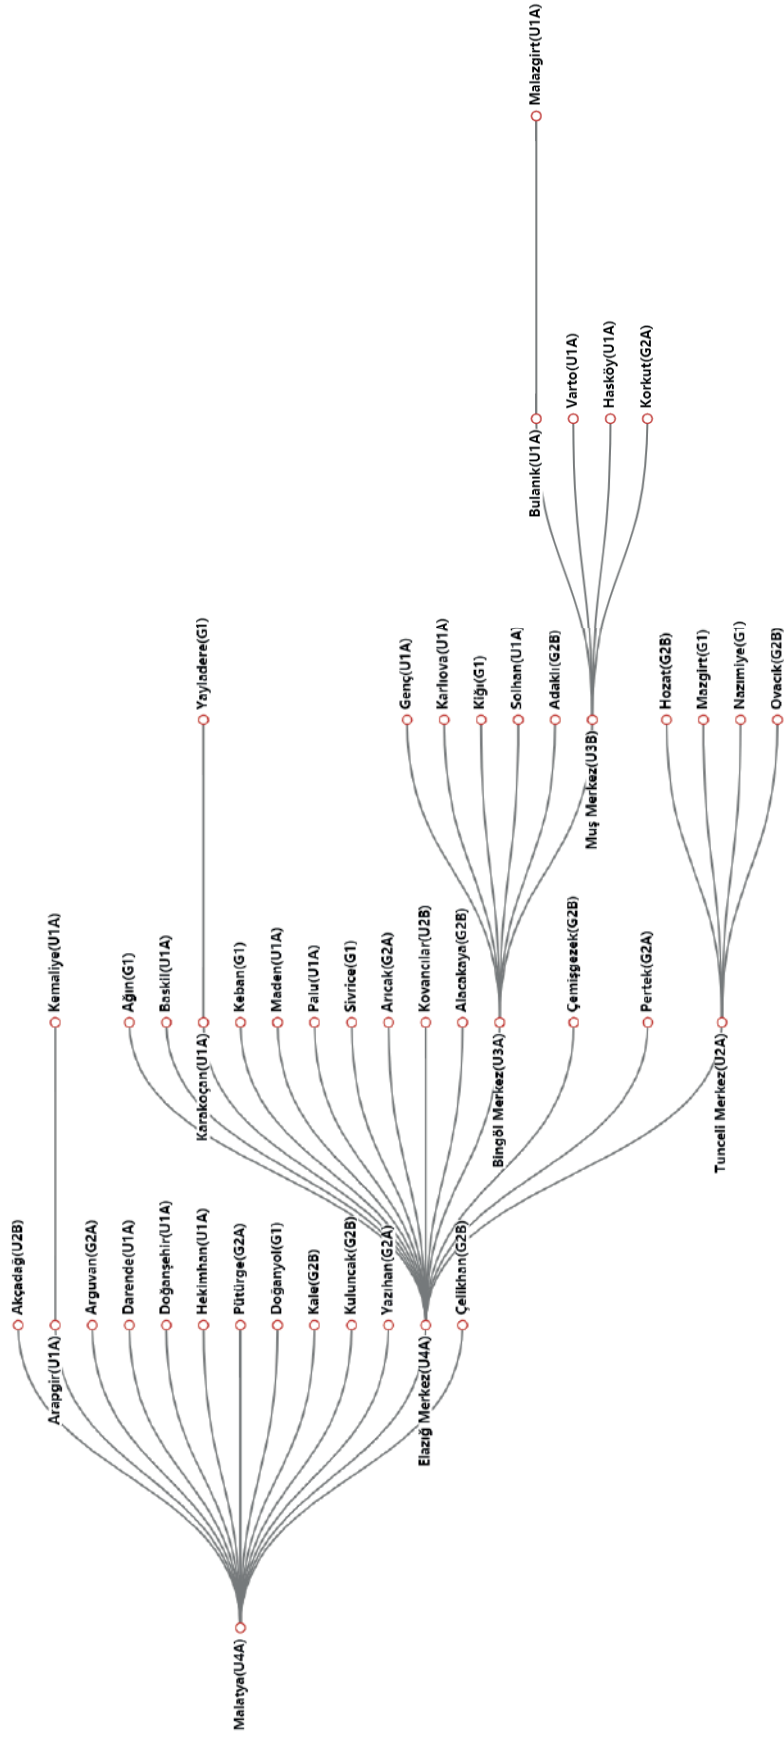 Malatya(U4A)
Akçadağ(U2B)
Arapgir(U1A)
Kemaliye(U1A)
Arguvan(G2A)
Darende(U1A)
Doğanşehir(U1A)
Hekimhan(U1A)
Pütürge(G2A)
Doğanyol(G1)
Kale(G2B)
Kuluncak(G2B)
Yazıhan(G2A)
Elazığ Merkez(U4A)
Ağın(G1)
Baskil(U1A)
Karakoçan(U1A)
Yayladere(G1)
Keban(G1)
Maden(U1A)
Palu(U1A)
Sivrice(G1)
Arıcak(G2A)
Kovancılar(U2B)
Alacakaya(G2B)
Bingöl Merkez(U3A)
Genç(U1A)
Karlıova(U1A)
Kiğı(G1)
Solhan(U1A)
Adaklı(G2B)
Muş Merkez(U3B)
Bulanık(U1A)
Malazgirt(U1A)
Varto(U1A)
Hasköy(U1A)
Korkut(G2A)
Çemişgezek(G2B)
Pertek(G2A)
Tunceli Merkez(U2A)
Hozat(G2B)
Mazgirt(G1)
Nazımiye(G1)
Ovacık(G2B)
Çelikhan(G2B)